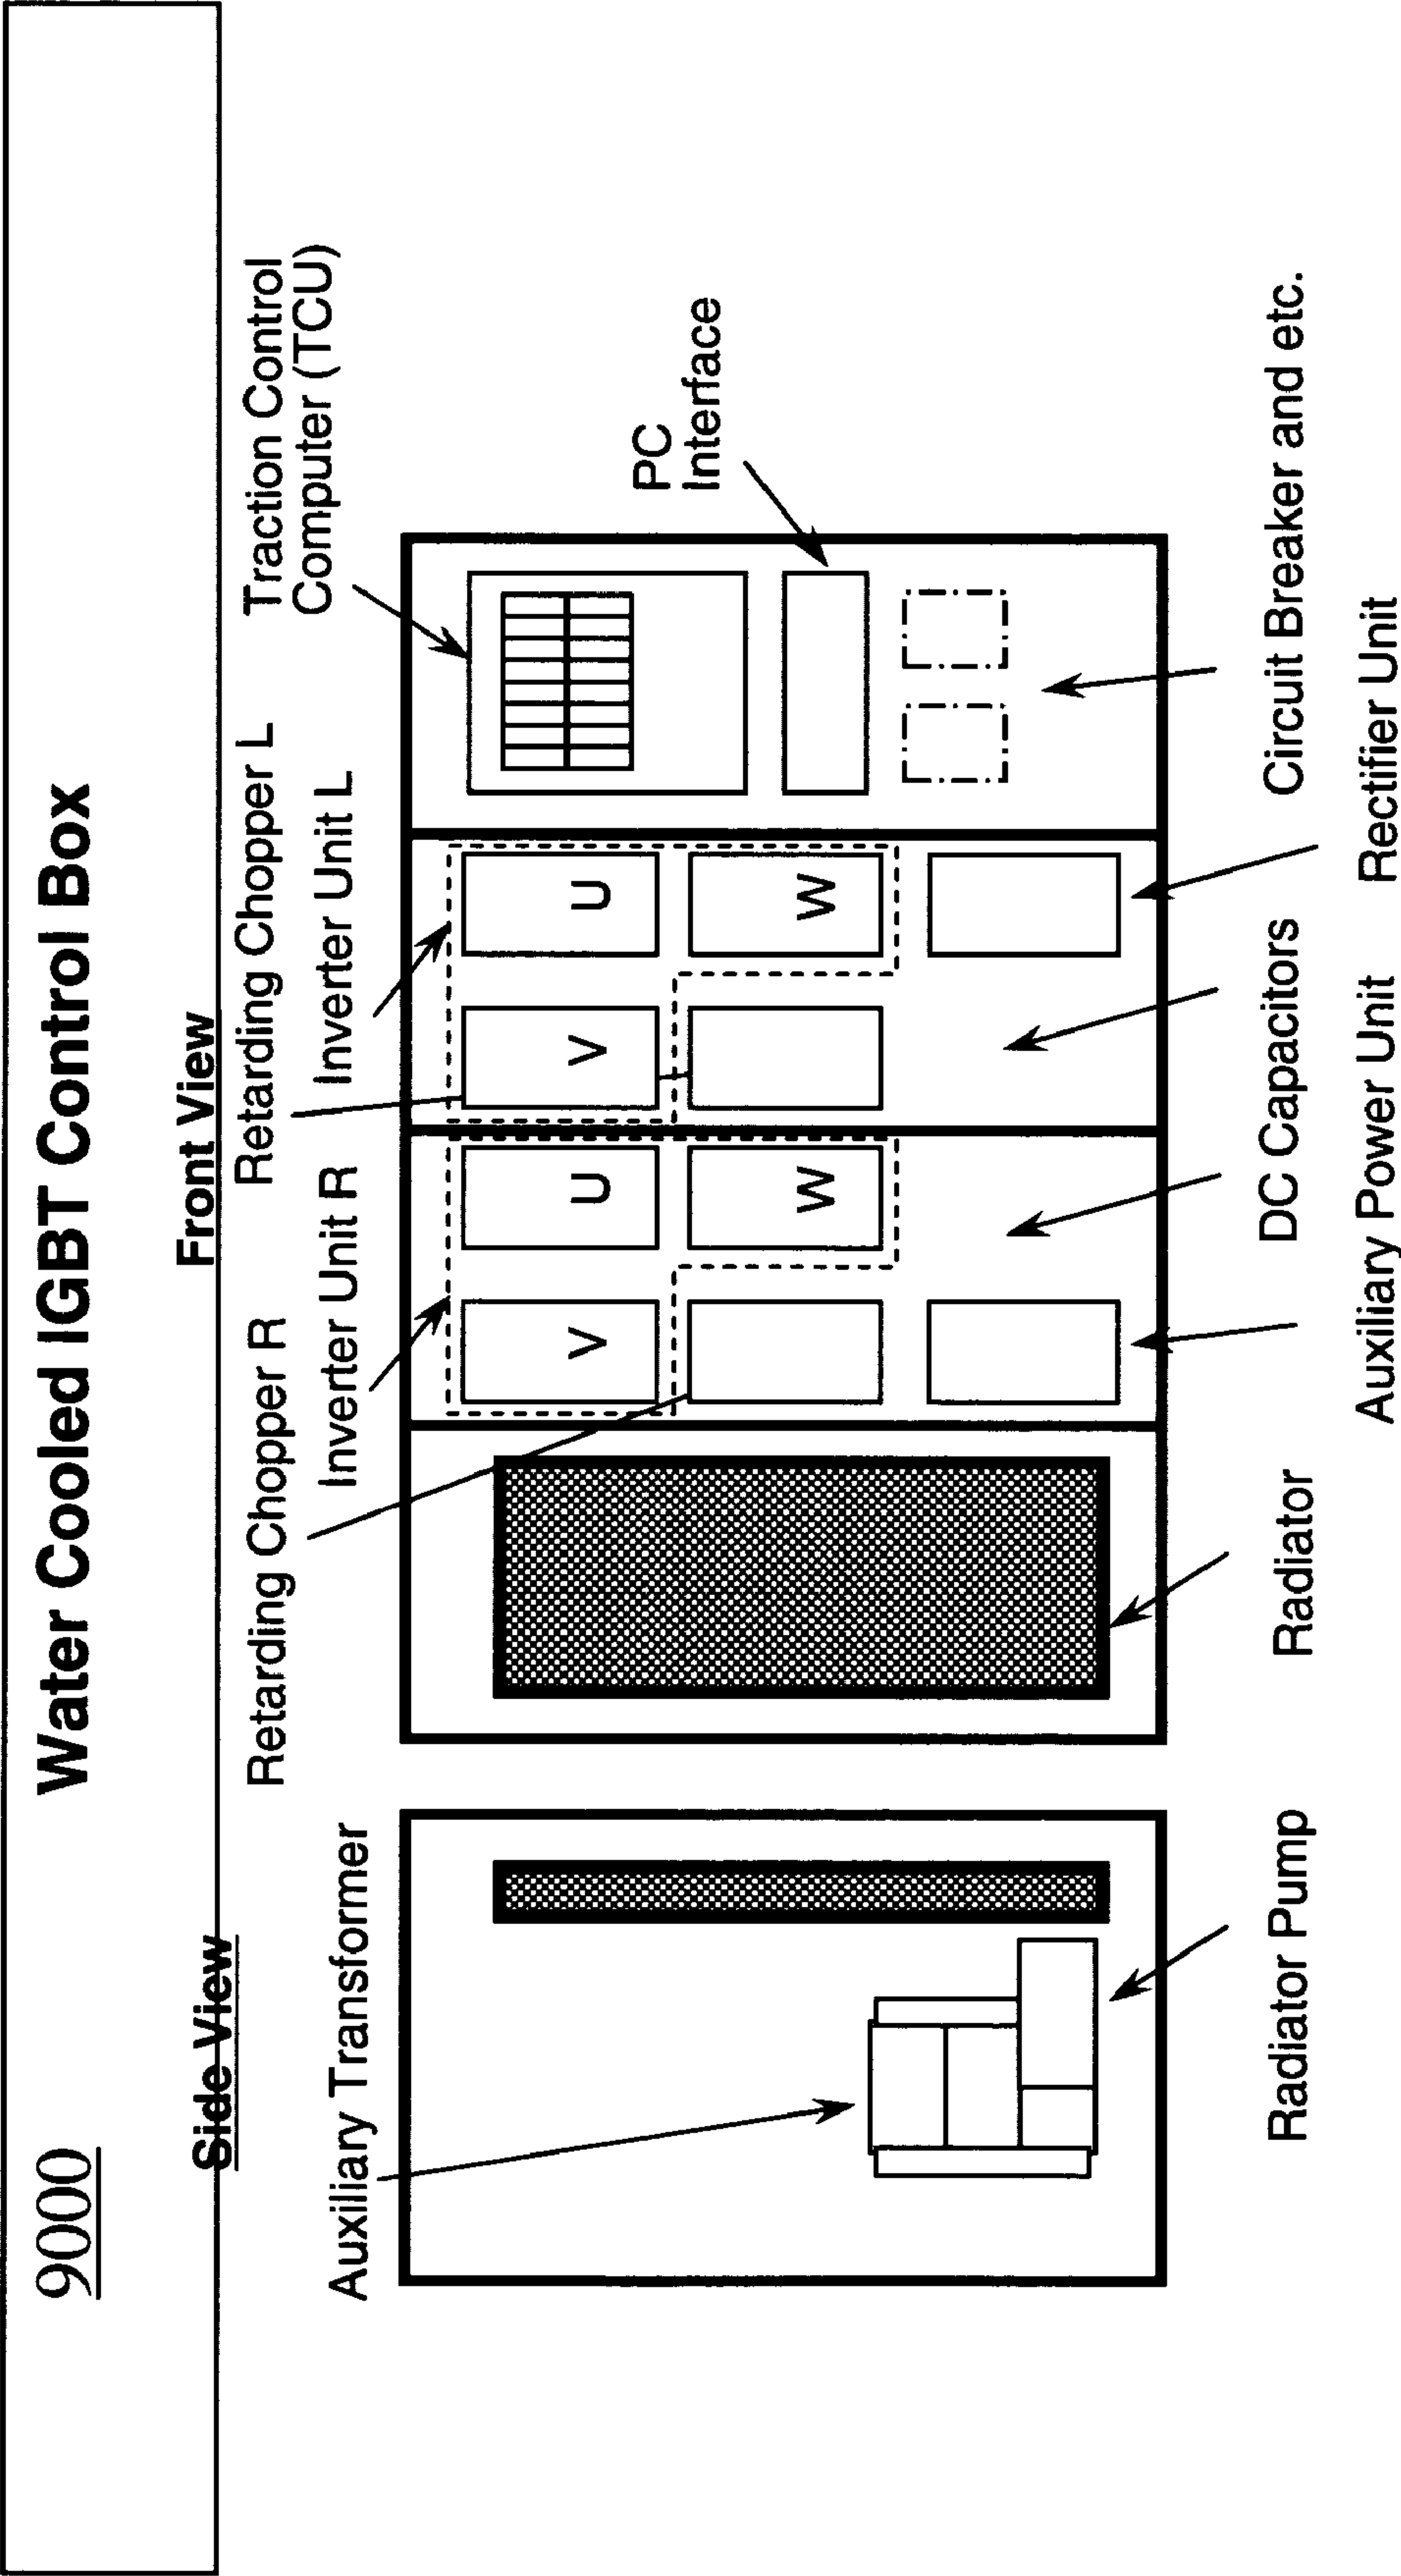 9000
Water Cooled IGBT Control Box
Side View
Front View
Auxiliary Transformer
Retarding Chopper R
Inverter Unit R
Retarding Chopper L
Inverter Unit L
Traction Control
Computer (TCU)
PC
Interface
V
U
V
U
W
W
Radiator Pump
Radiator
DC Capacitors
Circuit Breaker and etc.
Auxiliary Power Unit
Rectifier Unit